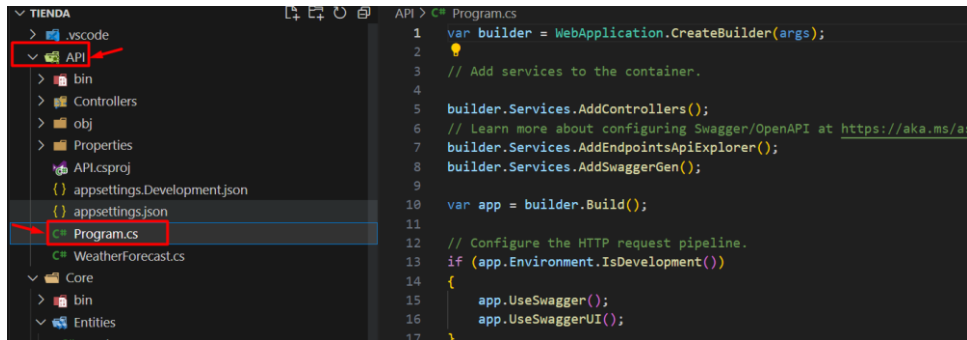 TIENDA
.vscode
API
bin
Controllers
obj
Properties
API.csproj
{} appsettings.Development.json
{} appsettings.json
C# Program.cs
C# WeatherForecast.cs
Core
bin
Entities
API > C# Program.cs
1 var builder = WebApplication.CreateBuilder(args);
2
3 // Add services to the container.
4
5 builder.Services.AddControllers();
6 // Learn more about configuring Swagger/OpenAPI at https://aka.ms/as
7 builder.Services.AddEndpointsApiExplorer();
8 builder.Services.AddSwaggerGen();
9
10 var app = builder.Build();
11
12 // Configure the HTTP request pipeline.
13 if (app.Environment.IsDevelopment())
14 {
15 app.UseSwagger();
16 app.UseSwaggerUI();
17 }